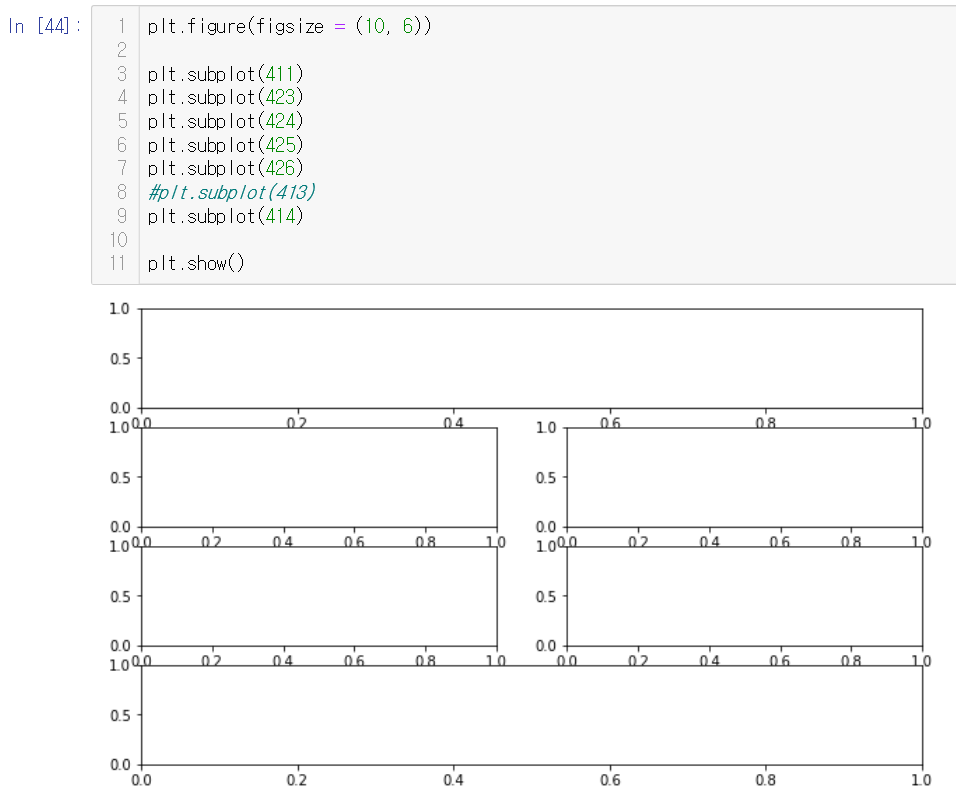 In [44]:
1 plt.figure(figsize = (10, 6))
2
3 plt.subplot(411)
4 plt.subplot(423)
5 plt.subplot(424)
6 plt.subplot(425)
7 plt.subplot(426)
8 #plt.subplot(413)
9 plt.subplot(414)
10
11 plt.show()
1.0
0.5
0.0
0.0 0.2 0.4 0.6 0.8 1.0
1.0 1.0
0.5 0.5
0.0 0.0
0.0 0.2 0.4 0.6 0.8 1.0 0.0 0.2 0.4 0.6 0.8 1.0
1.0 1.0
0.5 0.5
0.0 0.0
0.0 0.2 0.4 0.6 0.8 1.0 0.0 0.2 0.4 0.6 0.8 1.0
1.0
0.5
0.0
0.0 0.2 0.4 0.6 0.8 1.0